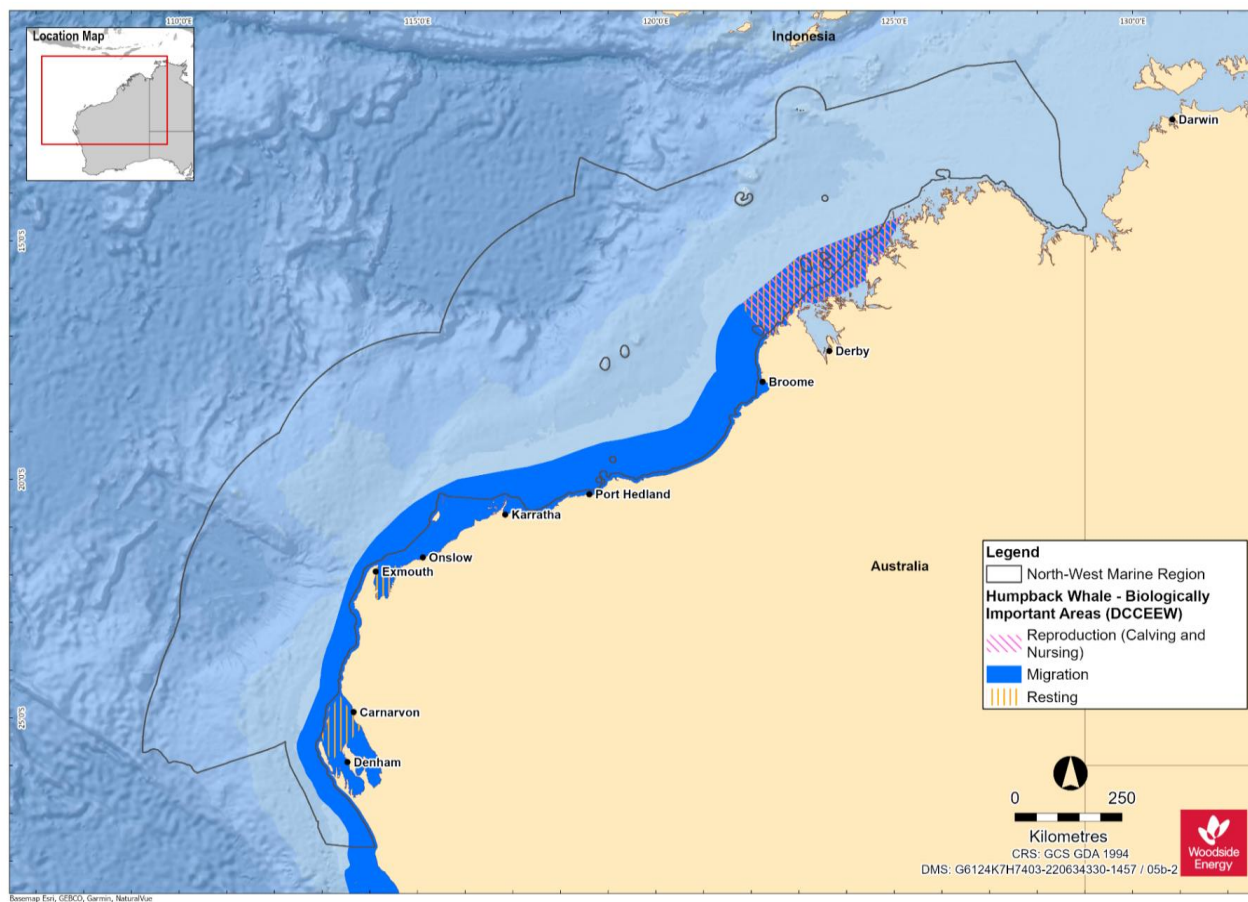 110°0'E
115°0'E
120°0'E
125°0'E
130°0'E
Location Map
Indonesia
Darwin
15°0'S
Derby
Broome
20°0'S
Port Hedland
Karratha
Onslow
Exmouth
Australia
25°0'S
Carnarvon
Denham
Legend
North-West Marine Region
Humpback Whale - Biologically
Important Areas (DCCEEW)
Reproduction (Calving and
Nursing)
Migration
Resting
0 250
Kilometres
CRS: GCS GDA 1994
DMS: G6124K7H7403-220634330-1457 / 05b-2
Woodside
Energy
Basemap Esri, GEBCO, Garmin, NaturalVue